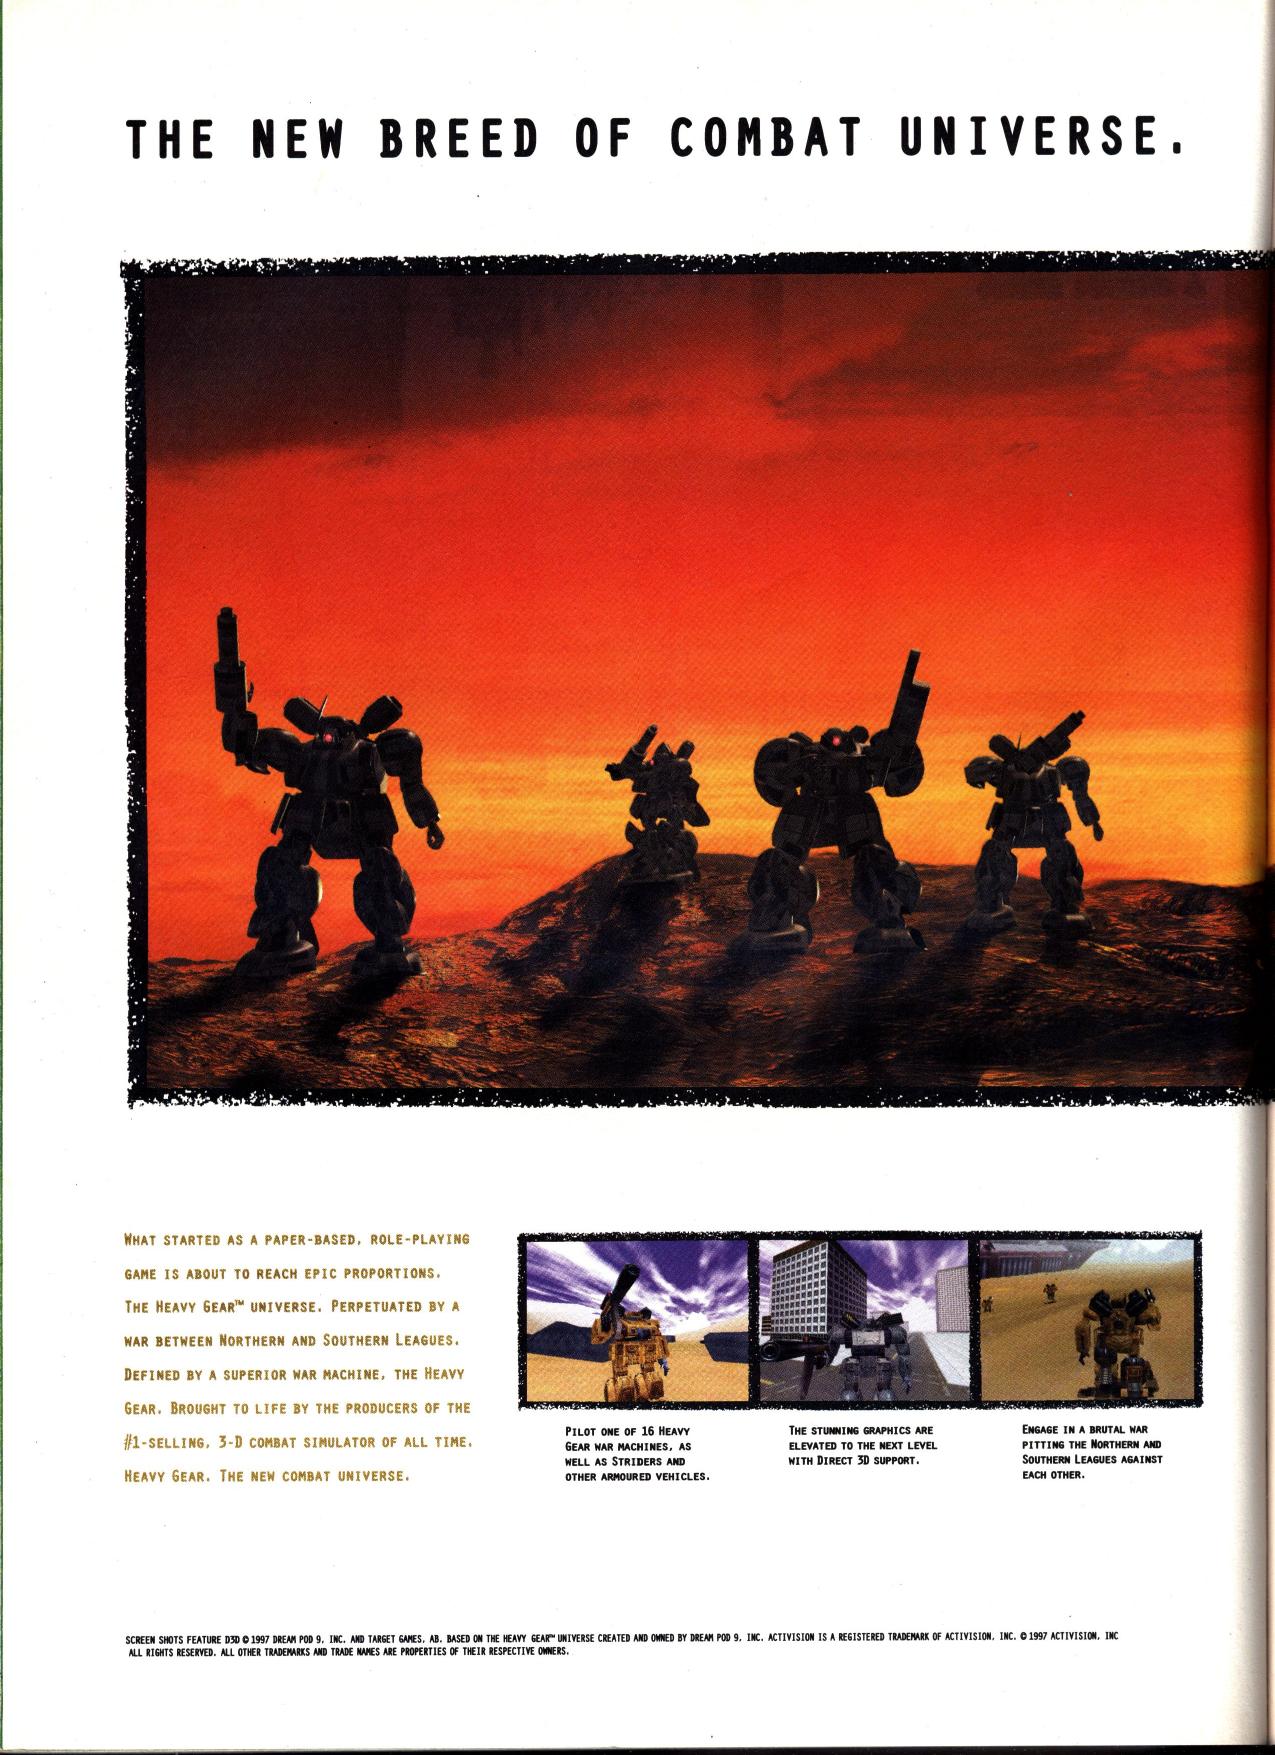 THE NEW BREED OF COMBAT UNIVERSE.
WHAT STARTED AS A PAPER-BASED, ROLE-PLAYING
GAME IS ABOUT TO REACH EPIC PROPORTIONS.
THE HEAVY GEAR™ UNIVERSE. PERPETUATED BY A
WAR BETWEEN NORTHERN AND SOUTHERN LEAGUES.
DEFINED BY A SUPERIOR WAR MACHINE, THE HEAVY
GEAR. BROUGHT TO LIFE BY THE PRODUCERS OF THE
#1-SELLING, 3-D COMBAT SIMULATOR OF ALL TIME.
HEAVY GEAR. THE NEW COMBAT UNIVERSE.
PILOT ONE OF 16 HEAVY
GEAR WAR MACHINES, AS
WELL AS STRIDERS AND
OTHER ARMOURED VEHICLES.
THE STUNNING GRAPHICS ARE
ELEVATED TO THE NEXT LEVEL
WITH DIRECT 3D SUPPORT.
ENGAGE IN A BRUTAL WAR
PITTING THE NORTHERN AND
SOUTHERN LEAGUES AGAINST
EACH OTHER.
SCREEN SHOTS FEATURE D3D © 1997 DREAM POD 9, INC. AND TARGET GAMES, AB. BASED ON THE HEAVY GEAR™ UNIVERSE CREATED AND OWNED BY DREAM POD 9, INC. ACTIVISION IS A REGISTERED TRADEMARK OF ACTIVISION, INC. © 1997 ACTIVISION, INC
ALL RIGHTS RESERVED. ALL OTHER TRADEMARKS AND TRADE NAMES ARE PROPERTIES OF THEIR RESPECTIVE OWNERS.